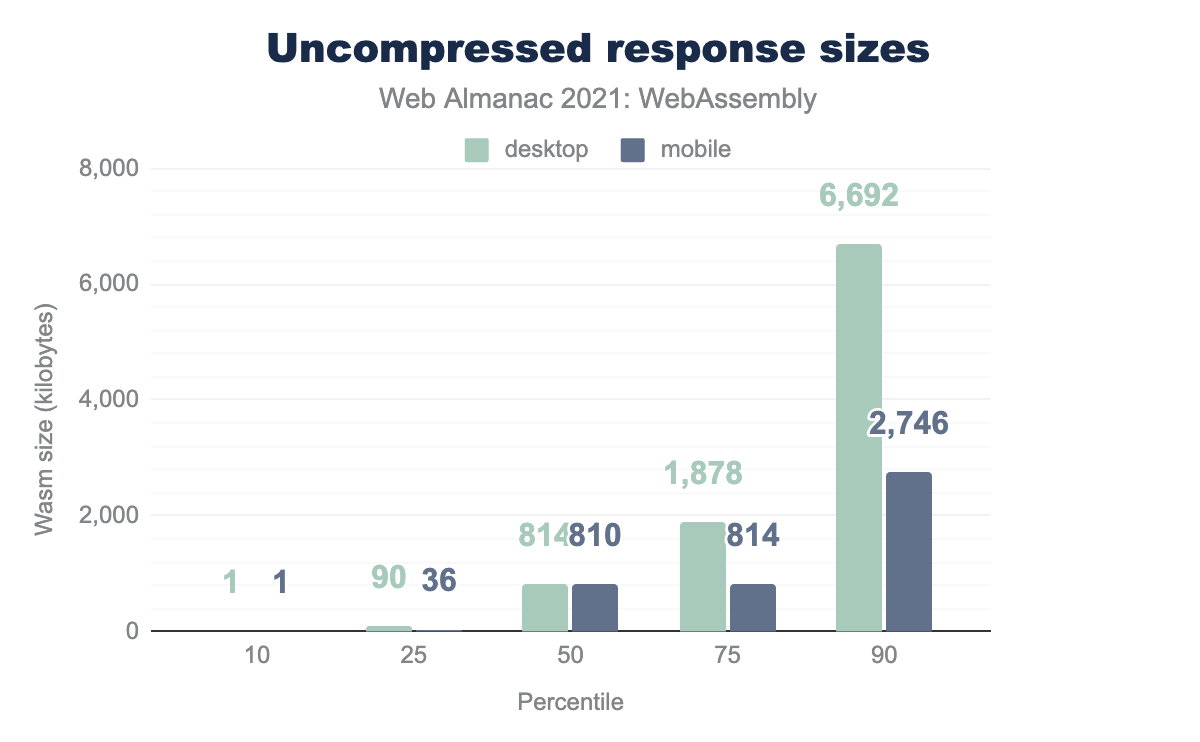 Uncompressed response sizes
Web Almanac 2021: WebAssembly
desktop mobile
8,000
6,000
4,000
2,000
0
Wasm size (kilobytes)
1 1
90 36
814 810
1,878 814
6,692 2,746
10 25 50 75 90
Percentile